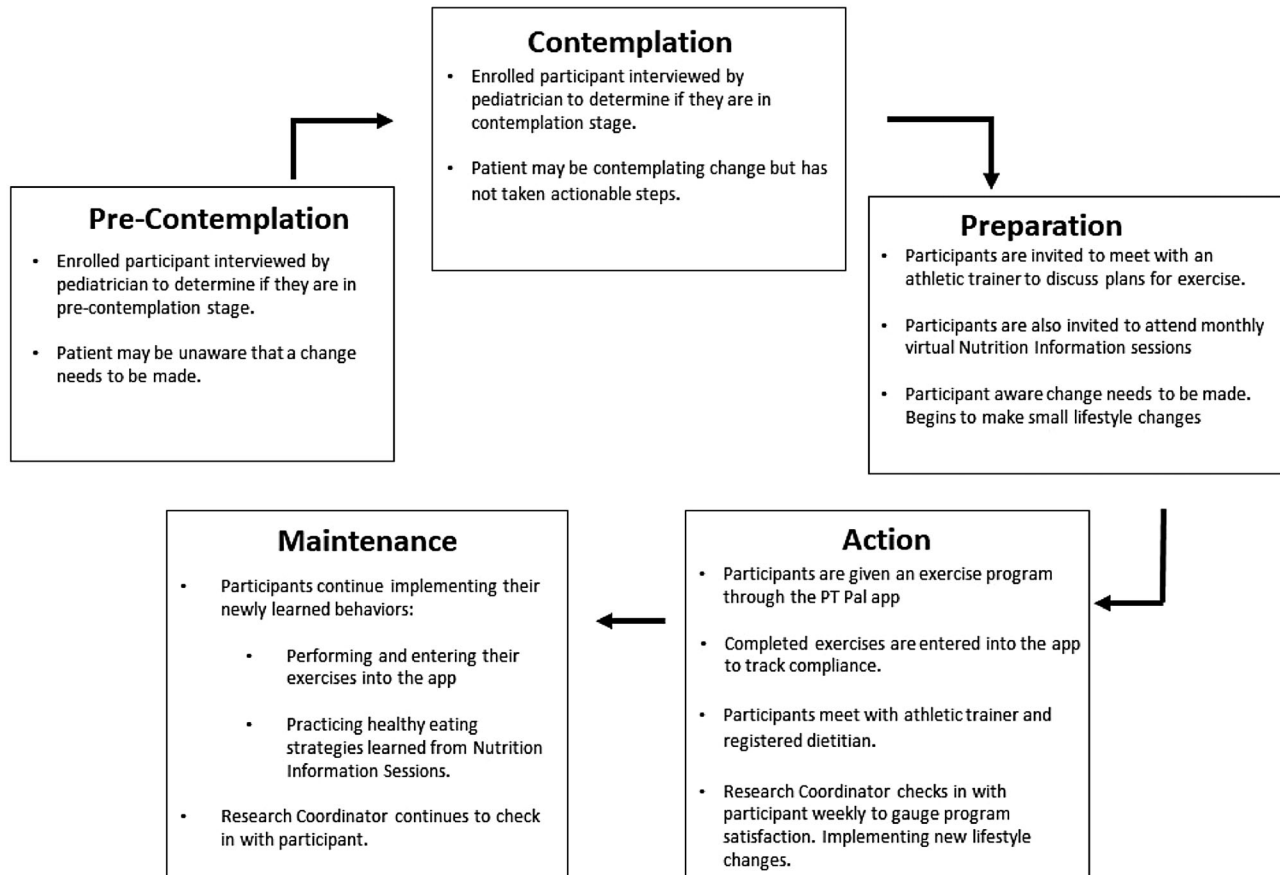 Contemplation
• Enrolled participant interviewed by
pediatrician to determine if they are in
contemplation stage.
• Patient may be contemplating change but has
not taken actionable steps.
Pre-Contemplation
• Enrolled participant interviewed by
pediatrician to determine if they are in
pre-contemplation stage.
• Patient may be unaware that a change
needs to be made.
Preparation
• Participants are invited to meet with an
athletic trainer to discuss plans for exercise.
• Participants are also invited to attend monthly
virtual Nutrition Information sessions
• Participant aware change needs to be made.
Begins to make small lifestyle changes
Action
• Participants are given an exercise program
through the PT Pal app
• Completed exercises are entered into the app
to track compliance.
• Participants meet with athletic trainer and
registered dietitian.
• Research Coordinator checks in with
participant weekly to gauge program
satisfaction. Implementing new lifestyle
changes.
Maintenance
• Participants continue implementing their
newly learned behaviors:
• Performing and entering their
exercises into the app
• Practicing healthy eating
strategies learned from Nutrition
Information Sessions.
• Research Coordinator continues to check
in with participant.